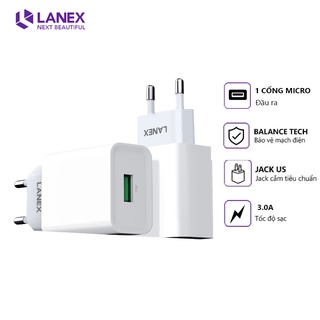 LANEX
NEXT BEAUTIFUL
LANEX
LANEX
1 CỔNG MICRO
Đầu ra
BALANCE TECH
Bảo vệ mạch điện
JACK US
Jack cắm tiêu chuẩn
3.0A
Tốc độ sạc